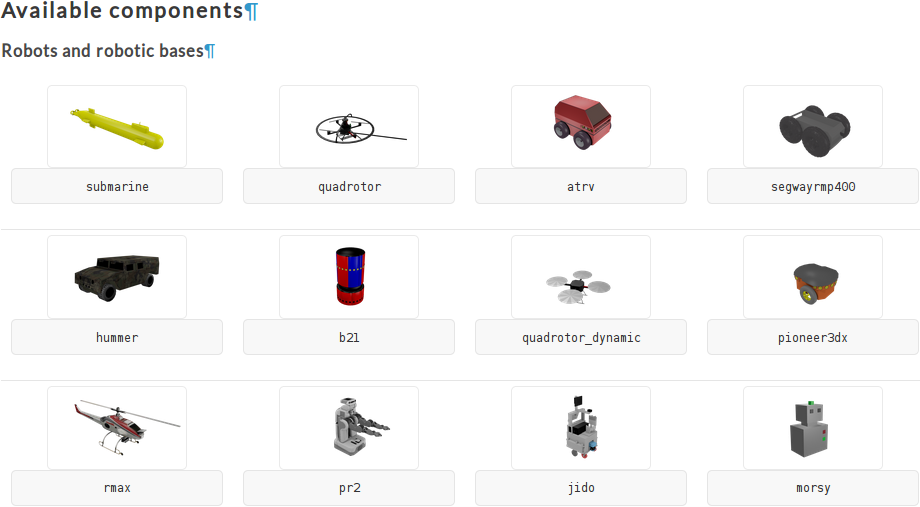 Available components¶
Robots and robotic bases¶
submarine quadrotor atrv segwayrmp400
hummer b21 quadrotor_dynamic pioneer3dx
rmax pr2 jido morsy